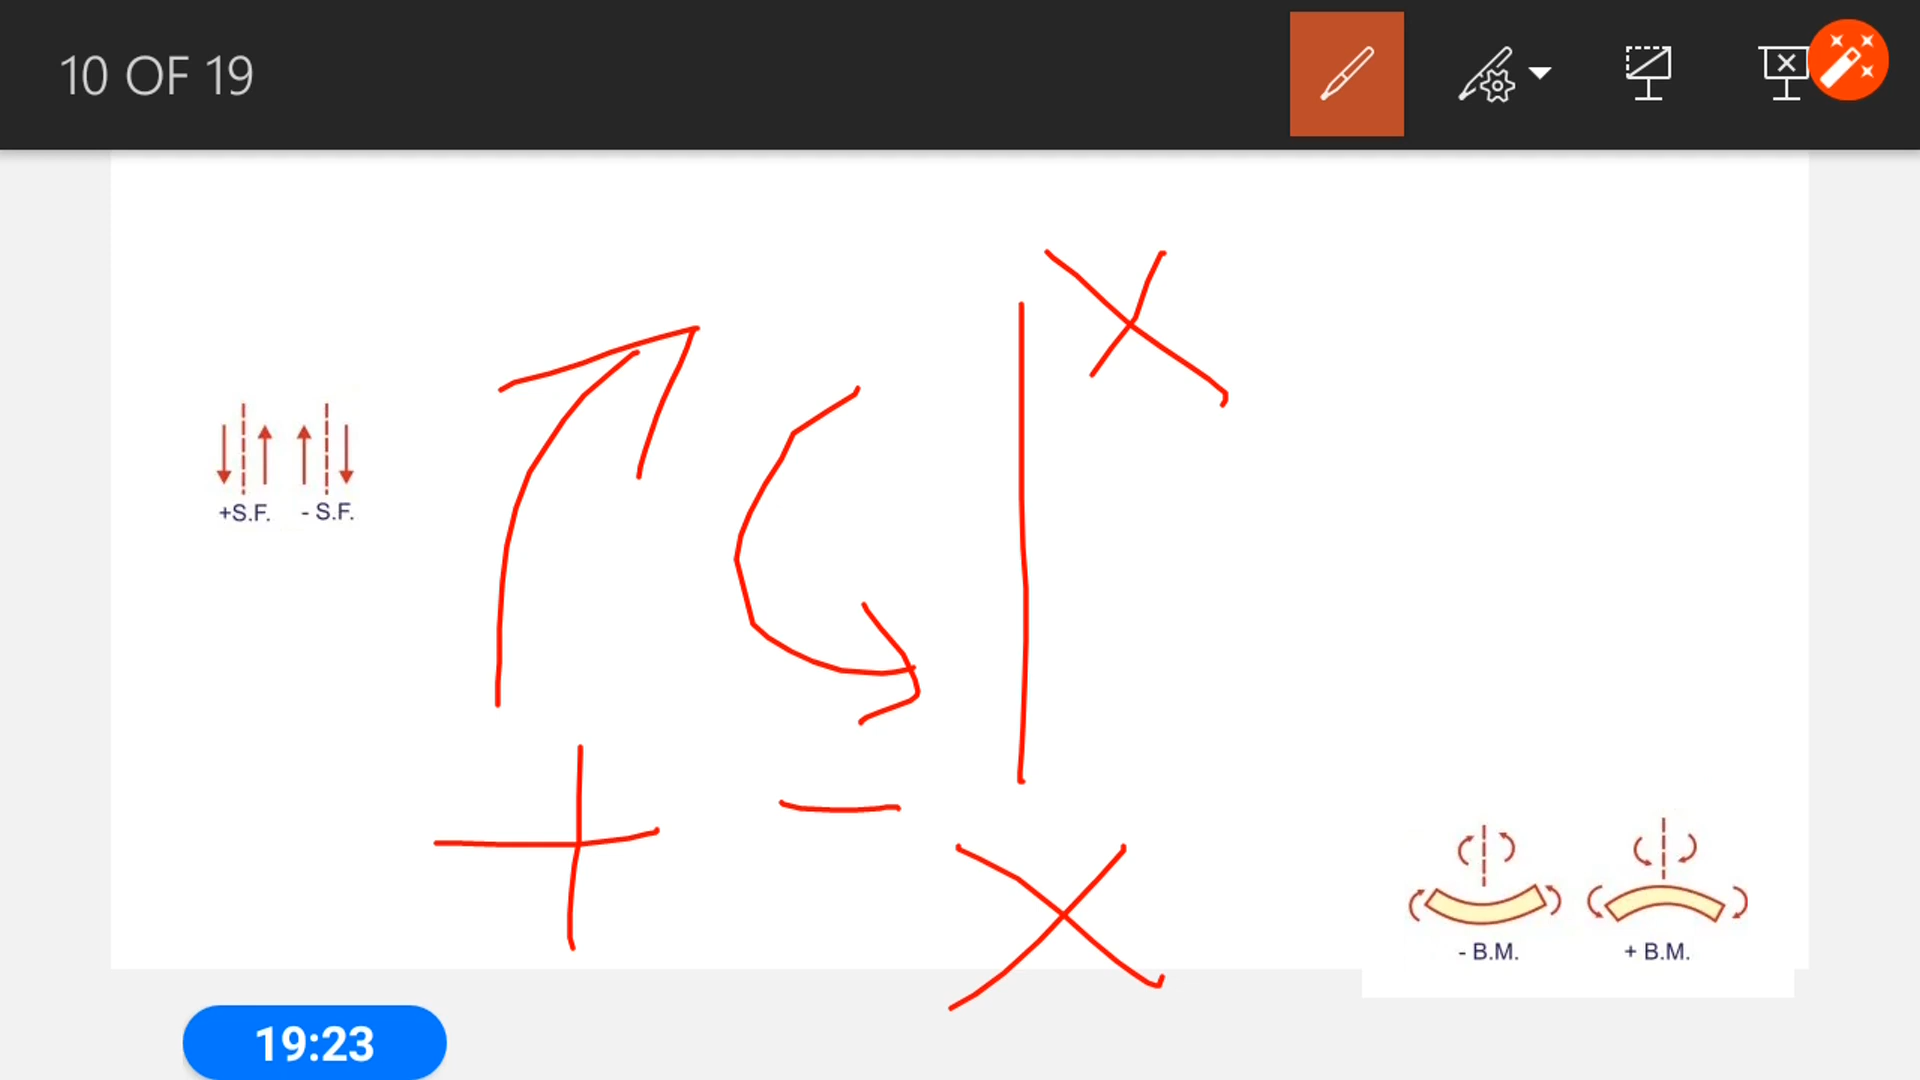 10 OF 19
X
+S.F. - S.F.
+ -
X
- B.M. + B.M.
19:23